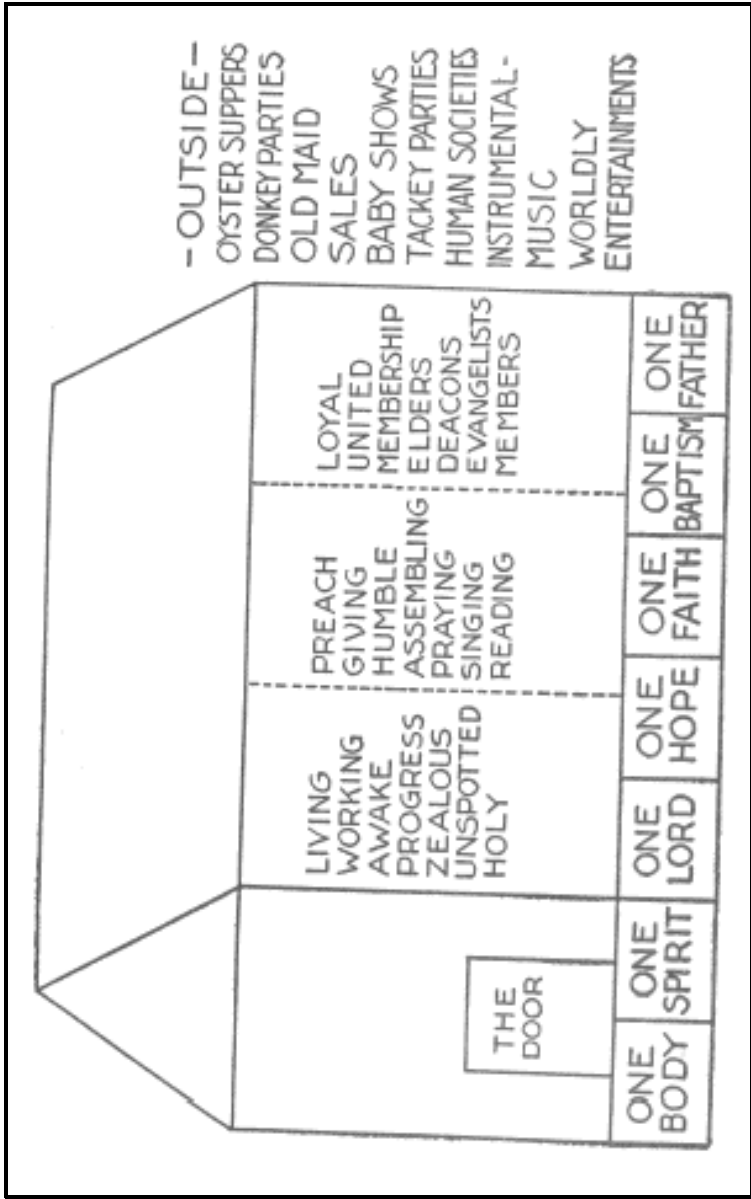 THE
DOOR
LIVING
WORKING
AWAKE
PROGRESS
ZEALOUS
UNSPOTTED
HOLY
PREACH
GIVING
HUMBLE
ASSEMBLING
PRAYING
SINGING
READING
LOYAL
UNITED
MEMBERSHIP
ELDERS
DEACONS
EVANGELISTS
MEMBERS
ONE
BODY
ONE
SPIRIT
ONE
LORD
ONE
HOPE
ONE
FAITH
ONE
BAPTISM
ONE
FATHER
-OUTSIDE-
OYSTER SUPPERS
DONKEY PARTIES
OLD MAID
SALES
BABY SHOWS
TACKEY PARTIES
HUMAN SOCIETIES
INSTRUMENTAL-
MUSIC
WORLDLY
ENTERTAINMENTS